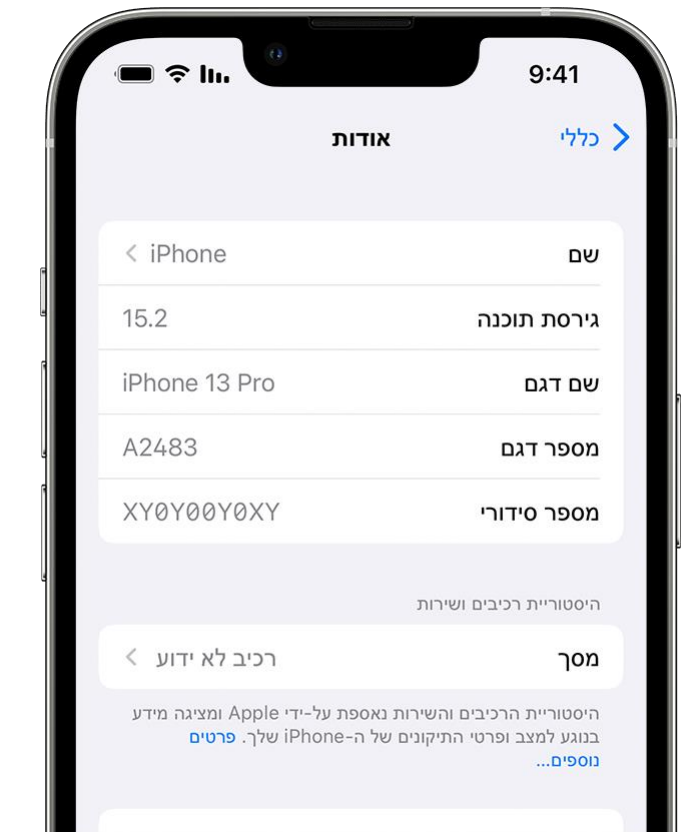 9:41
כללי
אודות
שם iPhone
גירסת תוכנה 15.2
שם דגם iPhone 13 Pro
מספר דגם A2483
מספר סידורי XY0Y00Y0XY
היסטוריית רכיבים ושירות
מסך רכיב לא ידוע
היסטוריית הרכיבים והשירות נאספת על-ידי Apple ומציגה מידע
בנוגע למצב ופרטי התיקונים של ה-iPhone שלך. פרטים
נוספים...